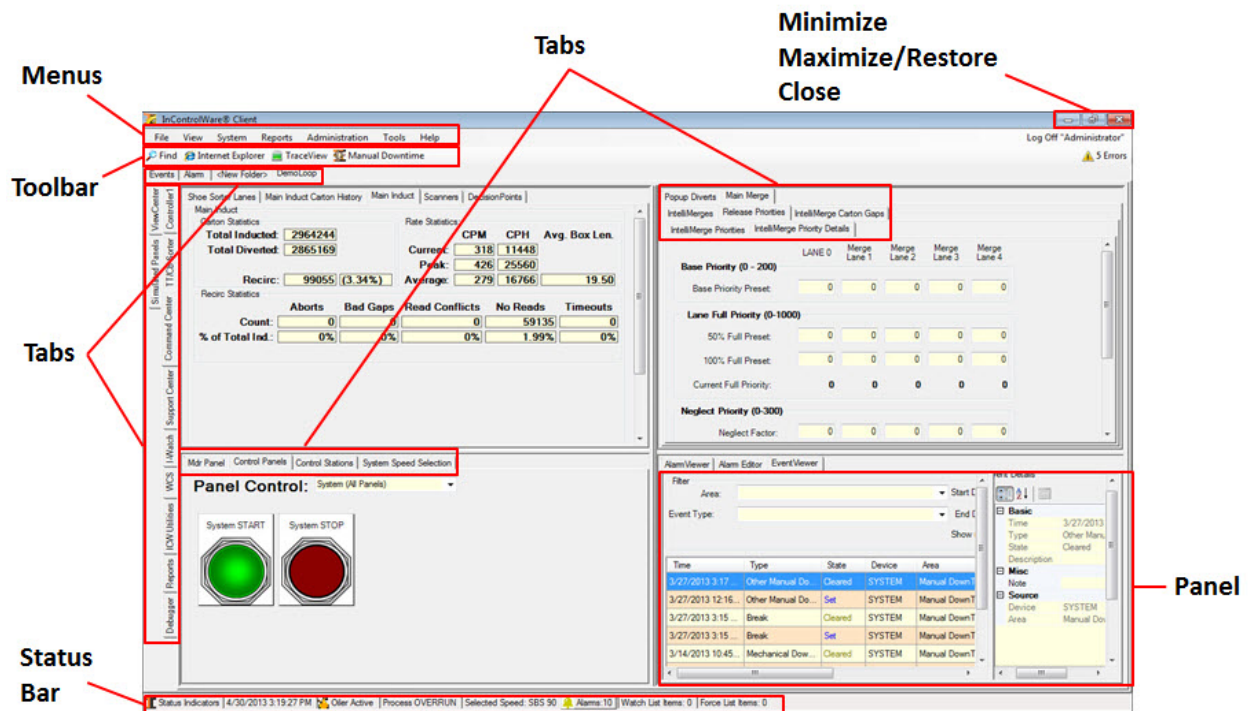 Minimize
Maximize/Restore
Close
Tabs
Menus
Toolbar
Tabs
Status
Bar
Panel
InControlWare® Client
File View System Reports Administration Tools Help
Log Off "Administrator"
Find Internet Explorer TraceView Manual Downtime
5 Errors
Events Alarm <New Folder> DemoLoop
ViewCenter Controller1
Simulated Panels TT/CB Sorter
Command Center
Support Center
I-Watch
WCS
ICW Utilities
Reports
Debugger
Shoe Sorter Lanes Main Induct Carton History Main Induct Scanners DecisionPoints
Main Induct
Carton Statistics
Total Inducted: 2964244
Total Diverted: 2865169
Recirc: 99055 (3.34%)
Rate Statistics:
CPM CPH Avg. Box Len.
Current: 318 11448
Peak: 426 25560
Average: 279 16766 19.50
Recirc Statistics
Aborts Bad Gaps Read Conflicts No Reads Timeouts
Count: 0 0 0 59135 0
% of Total Ind.: 0% 0% 0% 1.99% 0%
Popup Diverts Main Merge
IntelliMerges Release Priorities IntelliMerge Carton Gaps
IntelliMerge Priorities IntelliMerge Priority Details
LANE 0 Merge Lane 1 Merge Lane 2 Merge Lane 3 Merge Lane 4
Base Priority (0 - 200)
Base Priority Preset: 0 0 0 0 0
Lane Full Priority (0-1000)
50% Full Preset: 0 0 0 0 0
100% Full Preset: 0 0 0 0 0
Current Full Priority: 0 0 0 0 0
Neglect Priority (0-300)
Neglect Factor: 0 0 0 0 0
Mdr Panel Control Panels Control Stations System Speed Selection
Panel Control: System (All Panels)
System START System STOP
AlarmViewer Alarm Editor EventViewer
Filter
Area: Start D
Event Type: End D
Show
Time Type State Device Area
3/27/2013 3:17 ... Other Manual Do... Cleared SYSTEM Manual DownT
3/27/2013 12:16... Other Manual Do... Set SYSTEM Manual DownT
3/27/2013 3:15 ... Break Cleared SYSTEM Manual DownT
3/27/2013 3:15 ... Break Set SYSTEM Manual DownT
3/14/2013 10:45... Mechanical Dow... Cleared SYSTEM Manual DownT
ent Details
Basic
Time 3/27/2013
Type Other Manu
State Cleared
Description
Misc
Note
Source
Device SYSTEM
Area Manual Dov
Status Indicators 4/30/2013 3:19:27 PM Oiler Active Process OVERRUN Selected Speed: SBS 90 Alarms: 10 Watch List Items: 0 Force List Items: 0